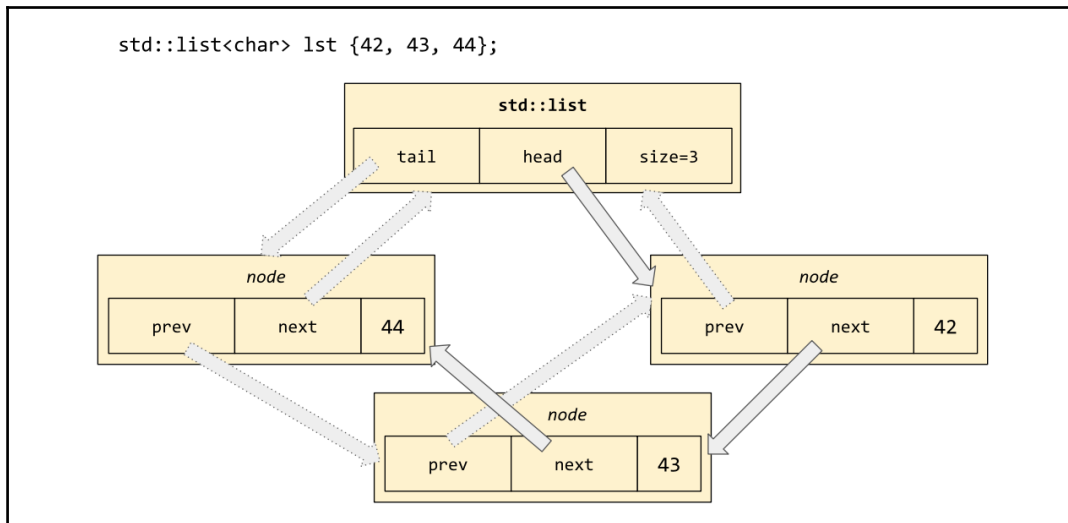 std::list<char> lst {42, 43, 44};
std::list
tail head size=3
node
prev next 44
node
prev next 42
node
prev next 43